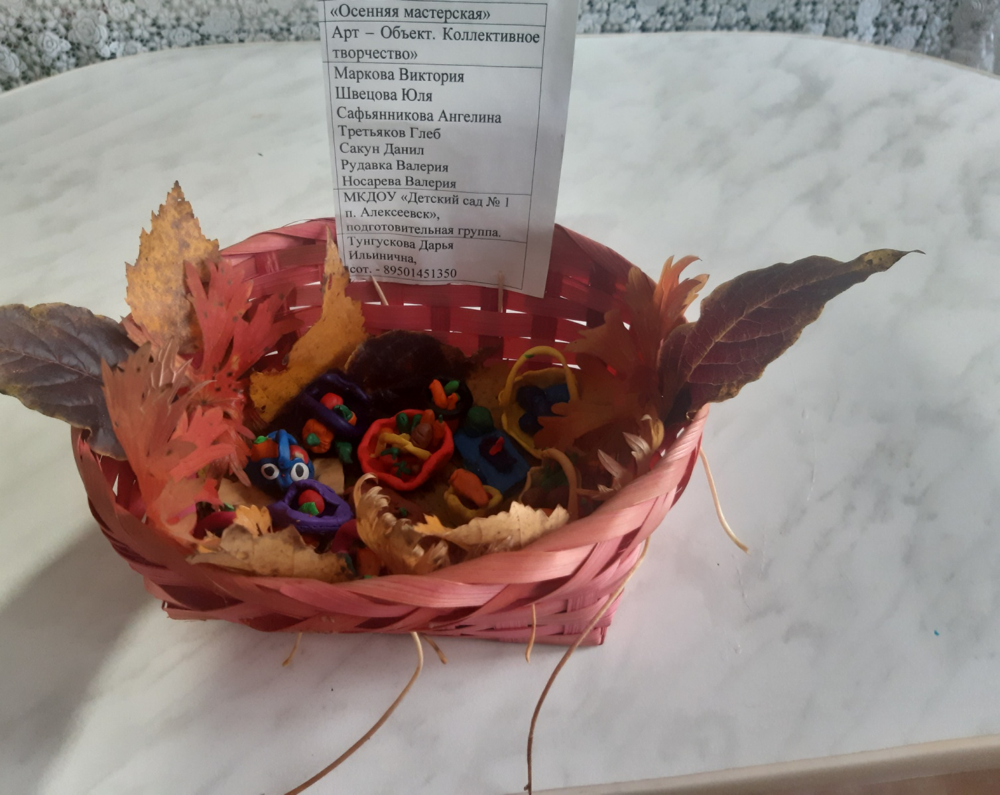 «Осенняя мастерская»
Арт – Объект. Коллективное
творчество»
Маркова Виктория
Швецова Юля
Сафьянникова Ангелина
Третьяков Глеб
Сакун Данил
Рудавка Валерия
Носарева Валерия
МКДОУ «Детский сад № 1
п. Алексеевск»,
подготовительная группа.
Тунгускова Дарья
Ильинична,
сот. - 89501451350